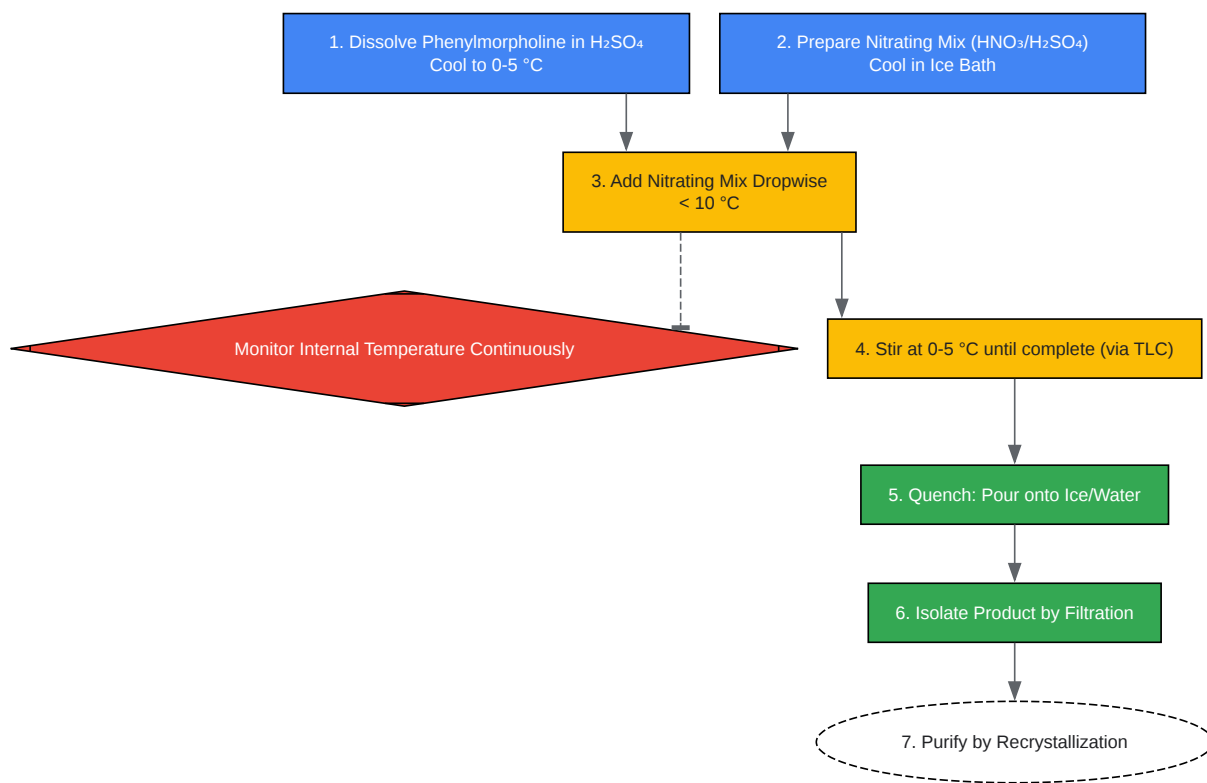 1. Dissolve Phenylmorpholine in H₂SO₄
Cool to 0-5 °C
2. Prepare Nitrating Mix (HNO₃/H₂SO₄)
Cool in Ice Bath
3. Add Nitrating Mix Dropwise
< 10 °C
Monitor Internal Temperature Continuously
4. Stir at 0-5 °C until complete (via TLC)
5. Quench: Pour onto Ice/Water
6. Isolate Product by Filtration
7. Purify by Recrystallization